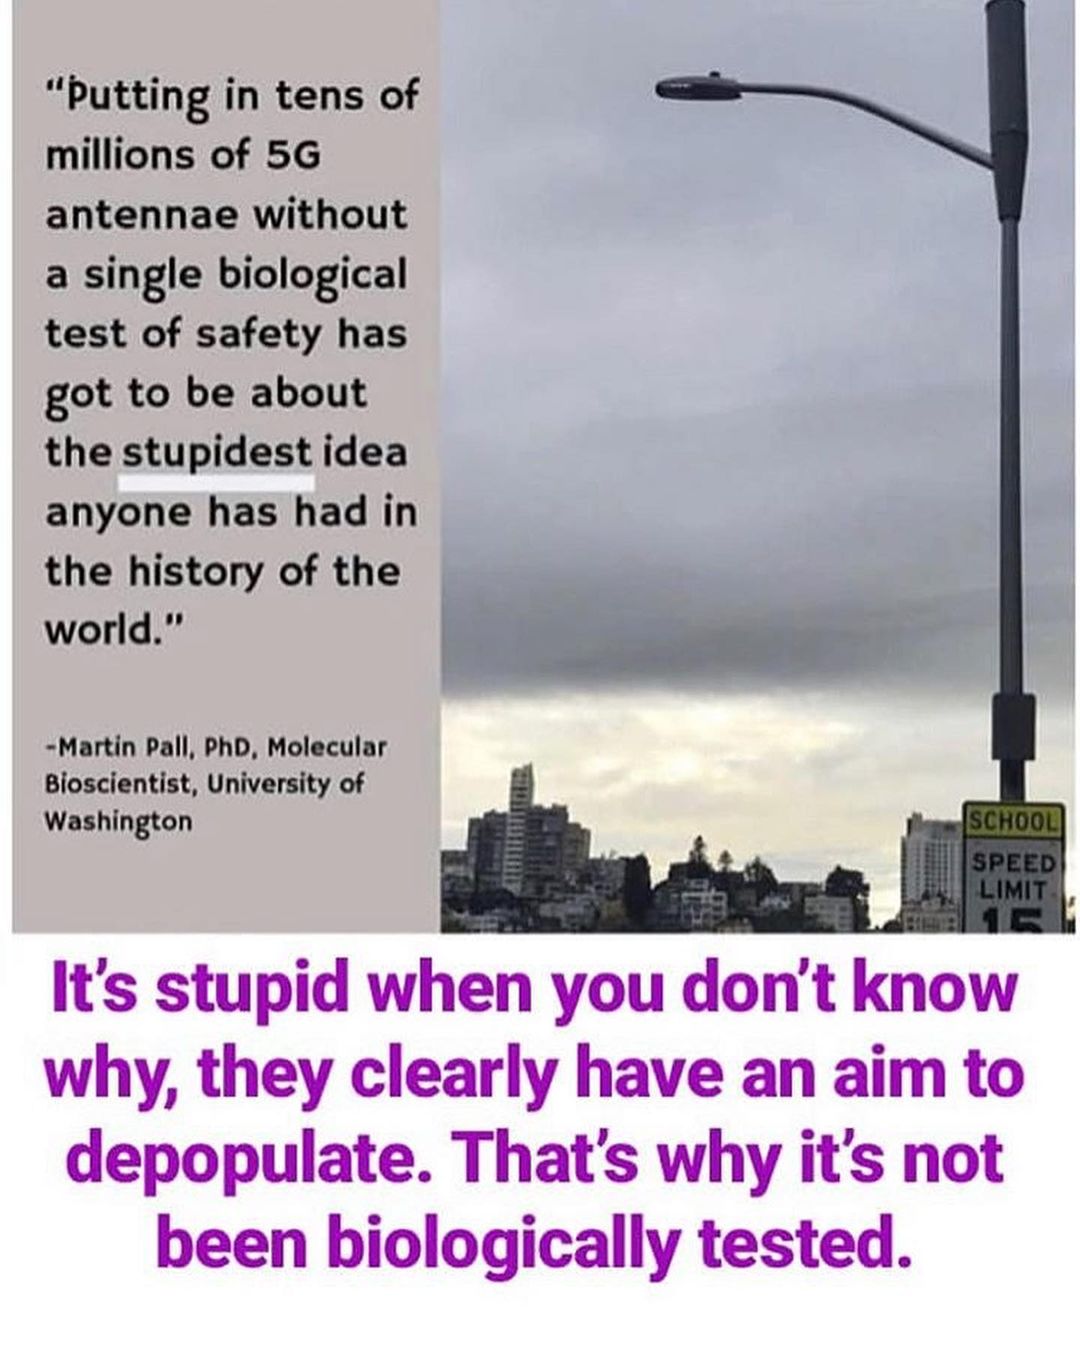 “Putting in tens of
millions of 5G
antennae without
a single biological
test of safety has
got to be about
the stupidest idea
anyone has had in
the history of the
world.”
-Martin Pall, PhD, Molecular
Bioscientist, University of
Washington
SCHOOL
SPEED
LIMIT
15
It’s stupid when you don’t know
why, they clearly have an aim to
depopulate. That’s why it’s not
been biologically tested.